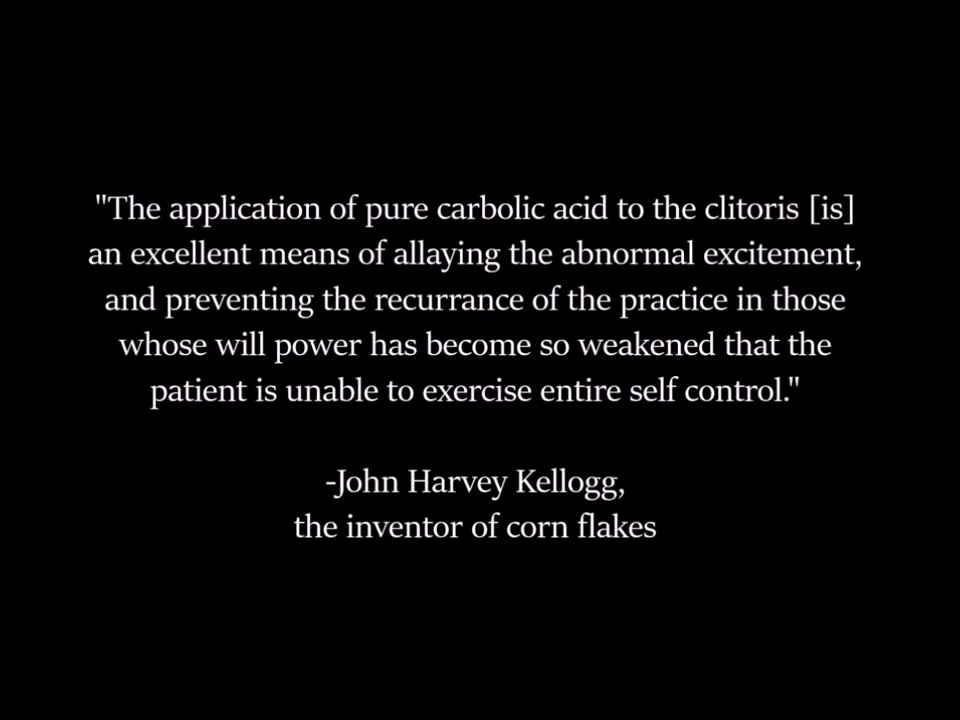 "The application of pure carbolic acid to the clitoris [is]
an excellent means of allaying the abnormal excitement,
and preventing the recurrance of the practice in those
whose will power has become so weakened that the
patient is unable to exercise entire self control."
-John Harvey Kellogg,
the inventor of corn flakes